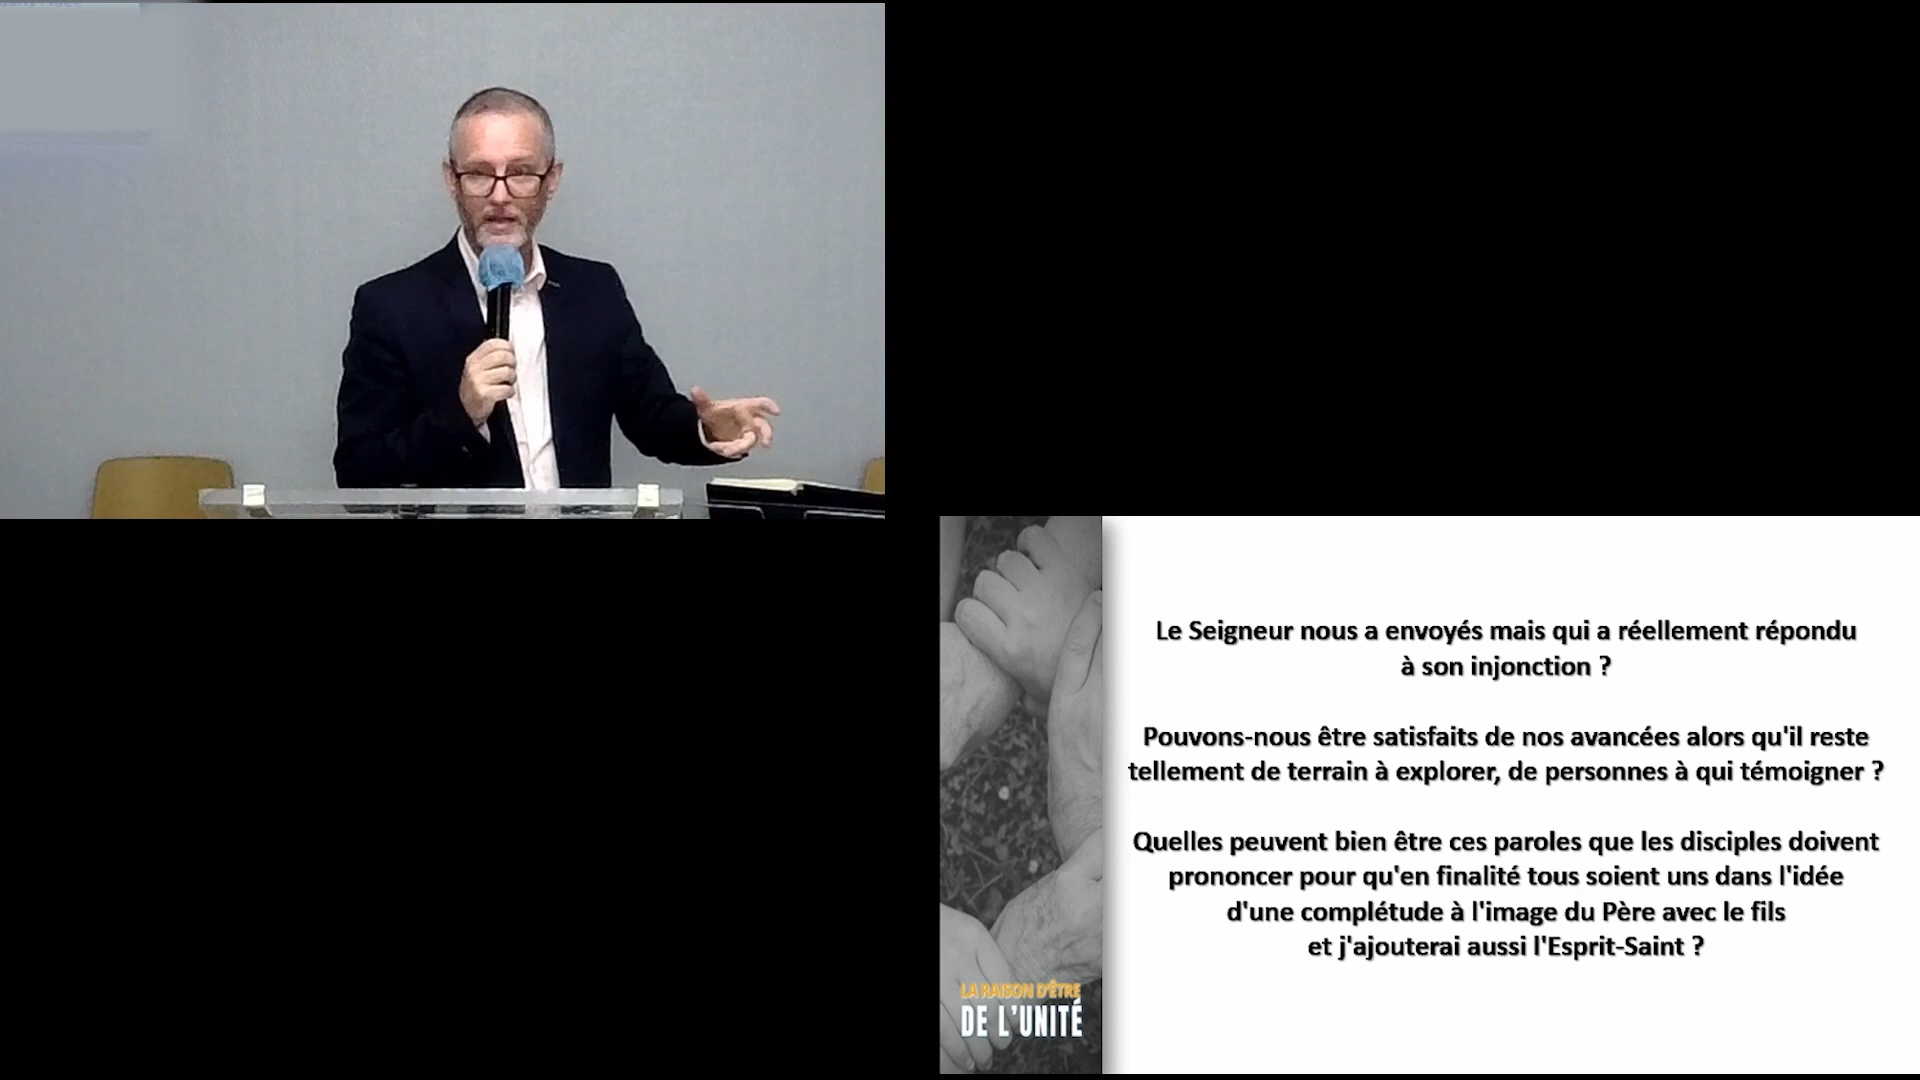 Le Seigneur nous a envoyés mais qui a réellement répondu
à son injonction ?
Pouvons-nous être satisfaits de nos avancées alors qu'il reste
tellement de terrain à explorer, de personnes à qui témoigner ?
Quelles peuvent bien être ces paroles que les disciples doivent
prononcer pour qu'en finalité tous soient uns dans l'idée
d'une complétude à l'image du Père avec le fils
et j'ajouterai aussi l'Esprit-Saint ?
LA RAISON D'ÊTRE
DE L'UNITÉ